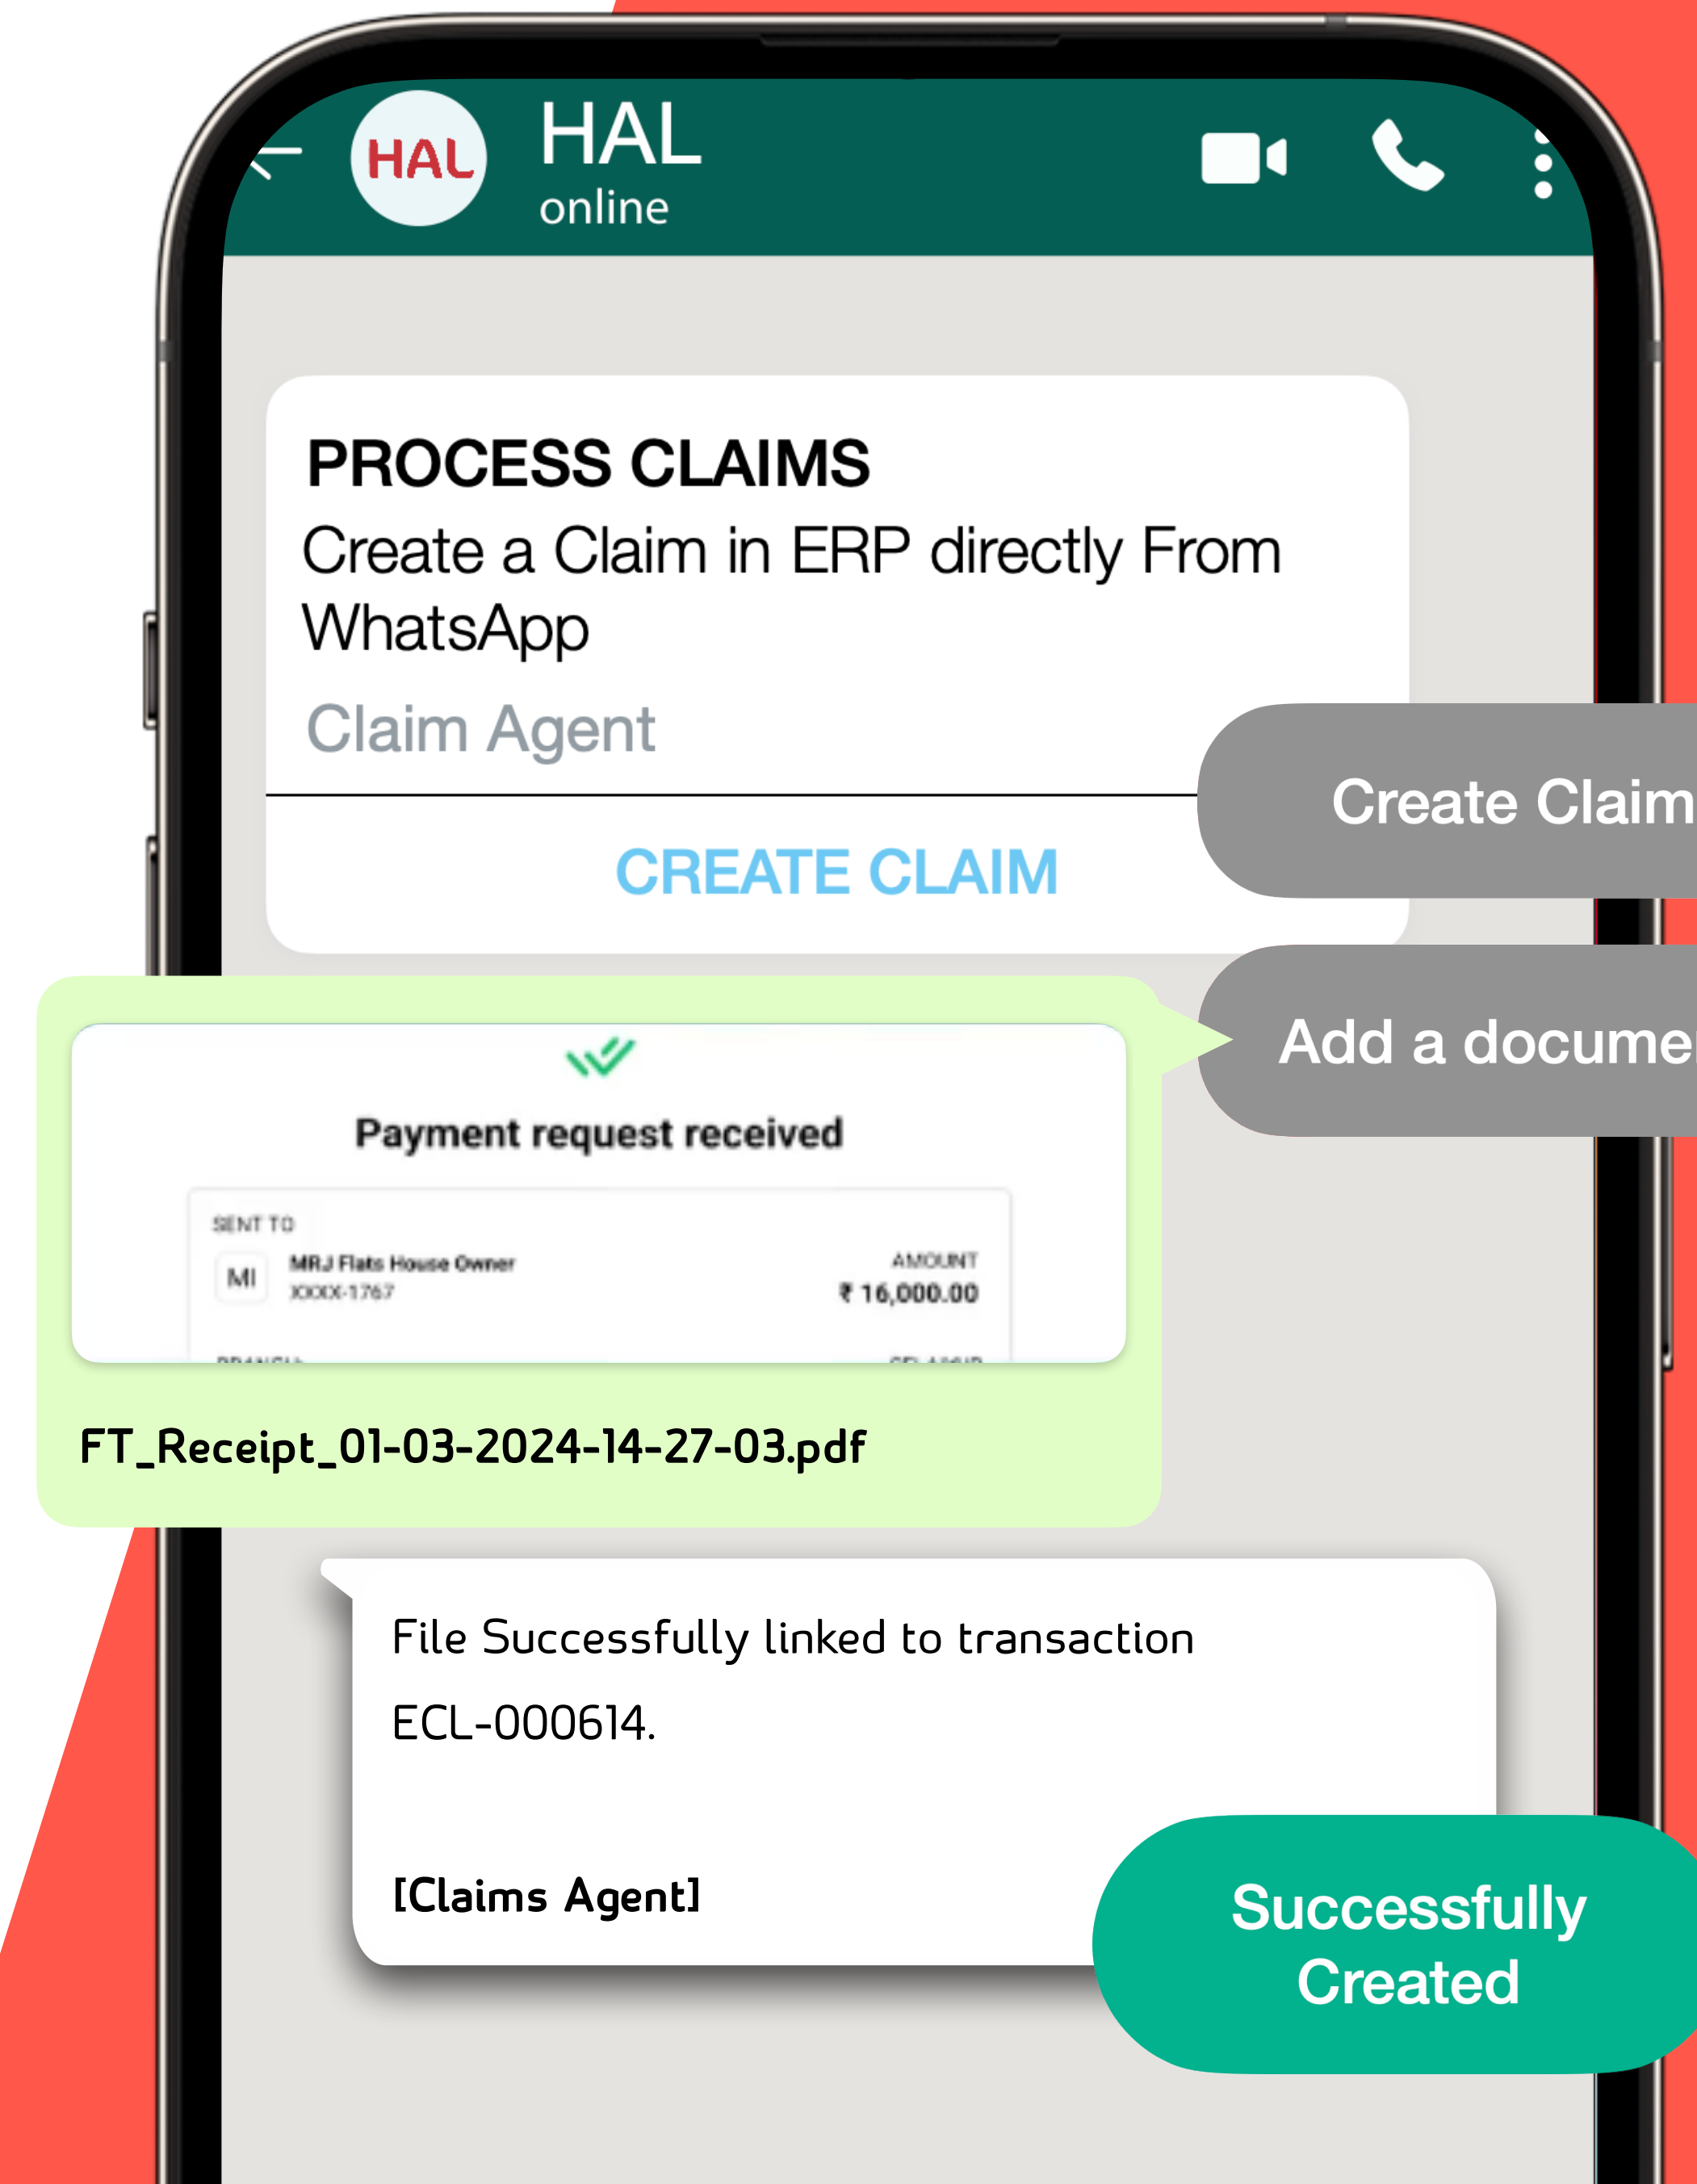 HAL
HAL
online
PROCESS CLAIMS
Create a Claim in ERP directly From
WhatsApp
Claim Agent
Create Claim
CREATE CLAIM
Add a
Payment request received
SENT TO
MI
MRJ Flats House Owner
XXXX-1767
AMOUNT
₹ 16,000.00
FT_Receipt_01-03-2024-14-27-03.pdf
File Successfully linked to transaction
ECL-000614.
[Claims Agent]
Successfully
Created